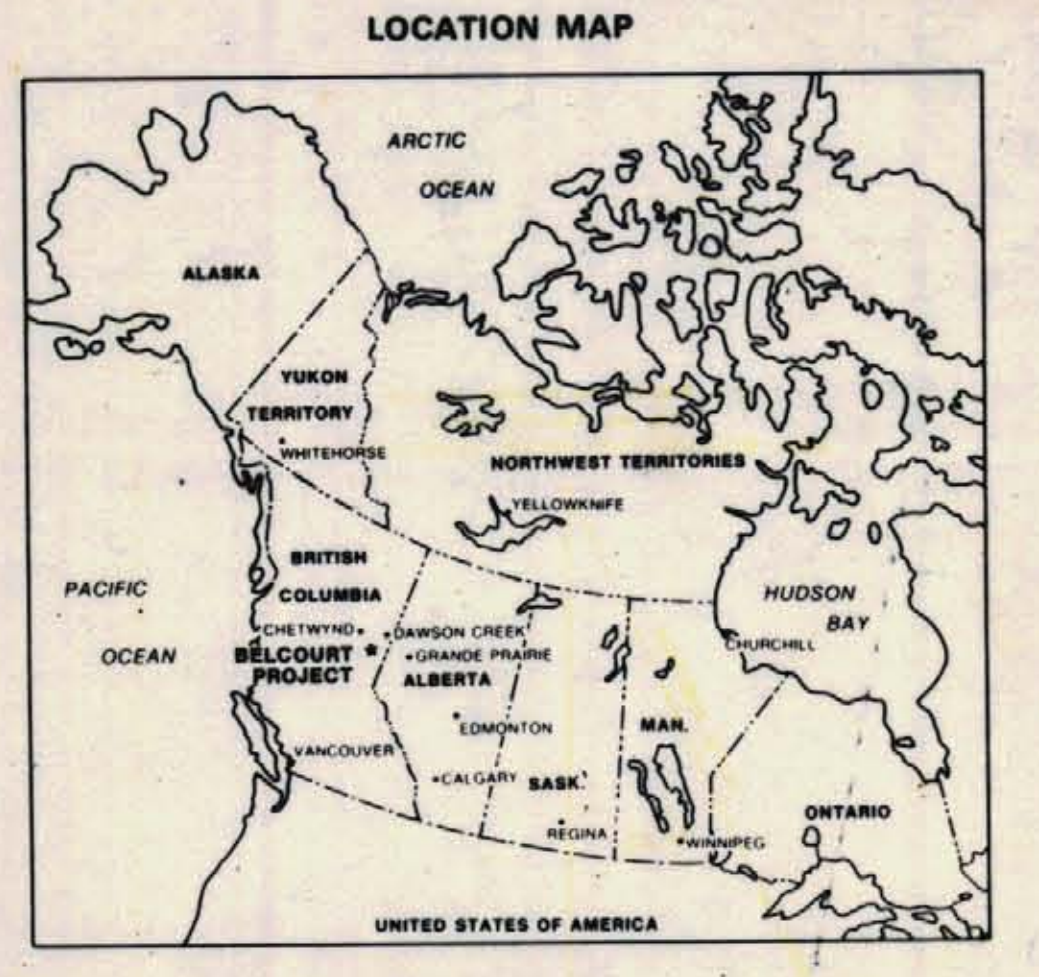 LOCATION MAP
ARCTIC
OCEAN
ALASKA
YUKON
TERRITORY
WHITEHORSE
NORTHWEST TERRITORIES
YELLOWKNIFE
BRITISH
COLUMBIA
PACIFIC
OCEAN
HUDSON
BAY
CHETWYND
DAWSON CREEK
CHURCHILL
BELCOURT *
PROJECT
GRANDE PRAIRIE
ALBERTA
EDMONTON
MAN.
VANCOUVER
CALGARY
SASK.
REGINA
WINNIPEG
ONTARIO
UNITED STATES OF AMERICA